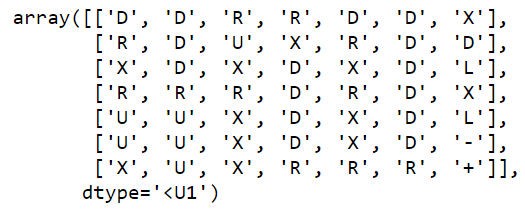 array([['D', 'D', 'R', 'R', 'D', 'D', 'X'],
['R', 'D', 'U', 'X', 'R', 'D', 'D'],
['X', 'D', 'X', 'D', 'X', 'D', 'L'],
['R', 'R', 'R', 'D', 'R', 'D', 'X'],
['U', 'U', 'X', 'D', 'X', 'D', 'L'],
['U', 'U', 'X', 'D', 'X', 'D', '-'],
['X', 'U', 'X', 'R', 'R', 'R', '+']],
dtype='<U1')